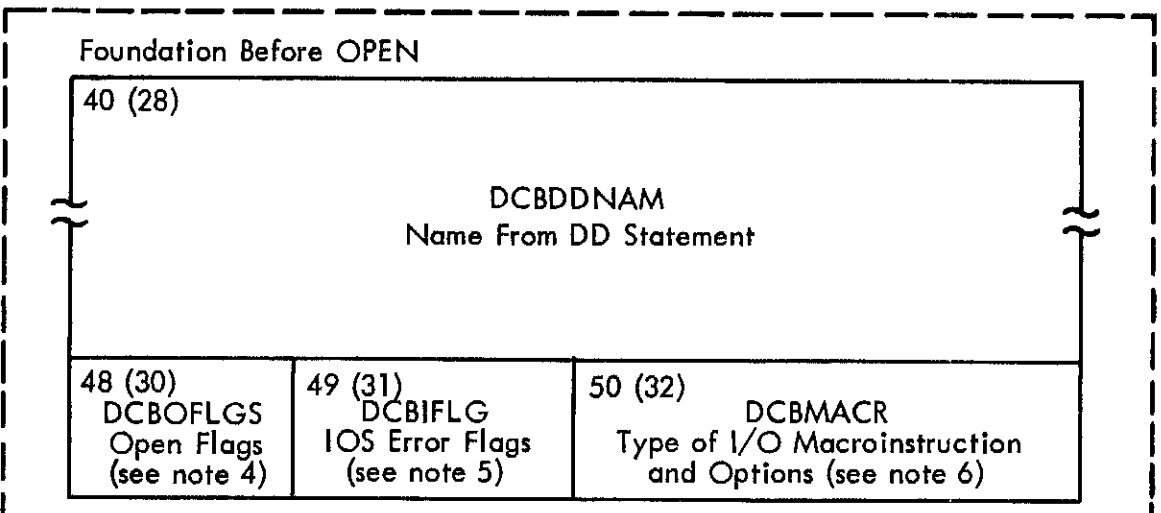 Foundation Before OPEN
40 (28)
DCBDDNAM
Name From DD Statement
48 (30)
DCBOFLGS
Open Flags
(see note 4)
49 (31)
DCBIFLG
IOS Error Flags
(see note 5)
50 (32)
DCBMACR
Type of I/O Macroinstruction
and Options (see note 6)